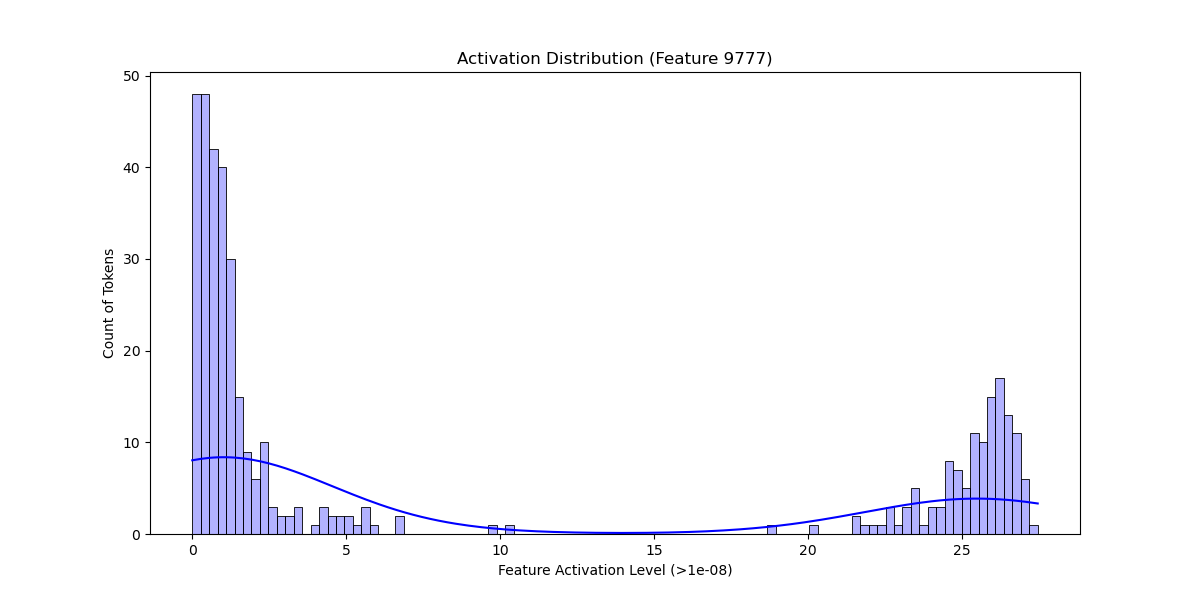 Activation Distribution (Feature 9777)
50
40
30
20
10
0
Count of Tokens
0 5 10 15 20 25
Feature Activation Level (>1e-08)